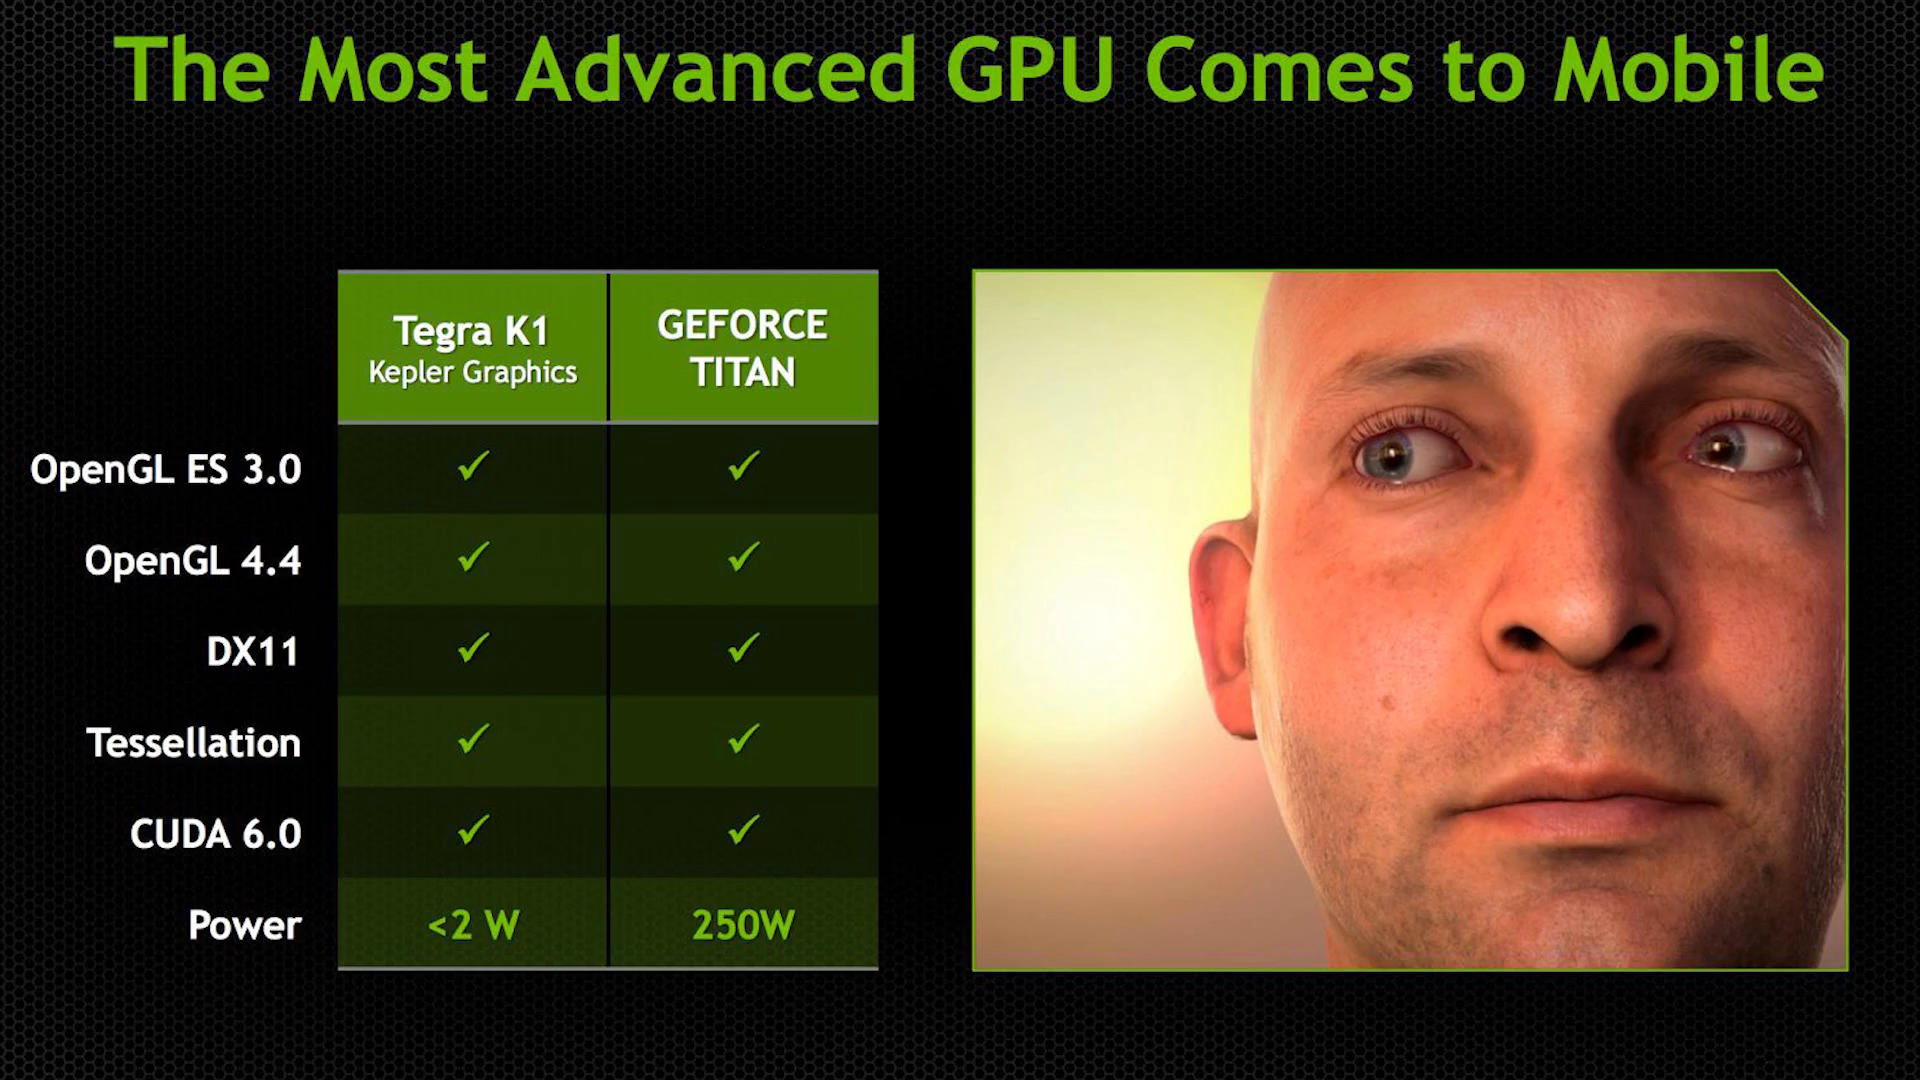 The Most Advanced GPU Comes to Mobile
Tegra K1
Kepler Graphics
GEFORCE
TITAN
OpenGL ES 3.0 ✓ ✓
OpenGL 4.4 ✓ ✓
DX11 ✓ ✓
Tessellation ✓ ✓
CUDA 6.0 ✓ ✓
Power <2 W 250W